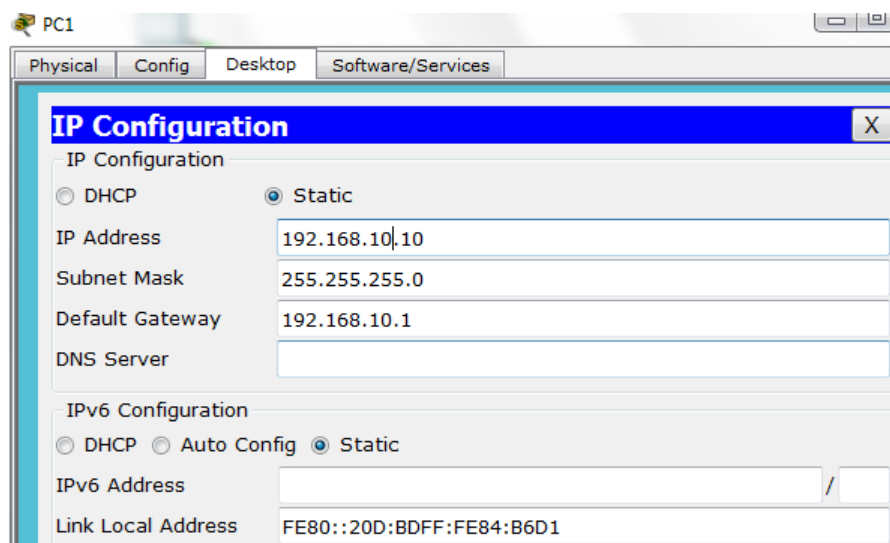 PC1
Physical Config Desktop Software/Services
IP Configuration X
IP Configuration
DHCP Static
IP Address 192.168.10.10
Subnet Mask 255.255.255.0
Default Gateway 192.168.10.1
DNS Server
IPv6 Configuration
DHCP Auto Config Static
IPv6 Address /
Link Local Address FE80::20D:BDFF:FE84:B6D1